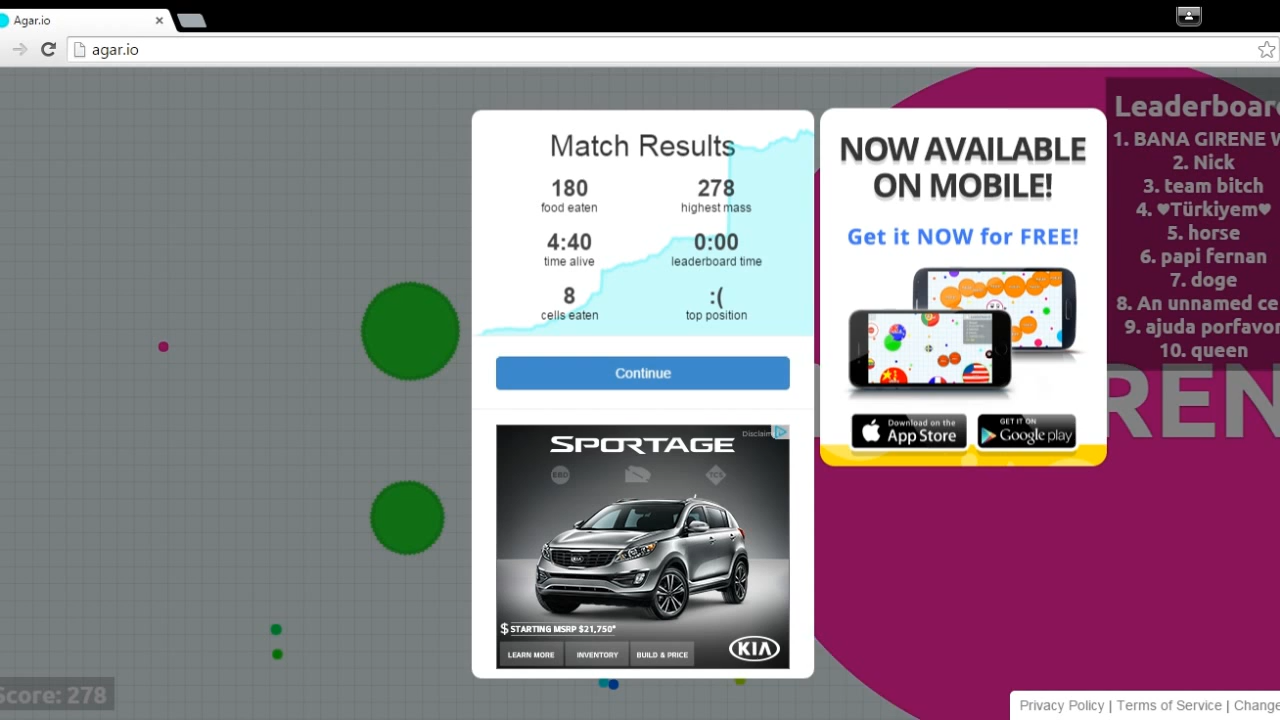 Agar.io
agar.io
Match Results
180
food eaten
278
highest mass
4:40
time alive
0:00
leaderboard time
8
cells eaten
:(
top position
Continue
SPORTAGE
EBD
TCS
STARTING MSRP $21,750*
LEARN MORE
INVENTORY
BUILD & PRICE
KIA
NOW AVAILABLE
ON MOBILE!
Get it NOW for FREE!
Download on the
App Store
GET IT ON
Google play
Leaderboar
1. BANA GIRENE
2. Nick
3. team bitch
4. ♥Türkiyem♥
5. horse
6. papi fernan
7. doge
8. An unnamed ce
9. ajuda porfavor
10. queen
REN
Score: 278
Privacy Policy | Terms of Service | Change